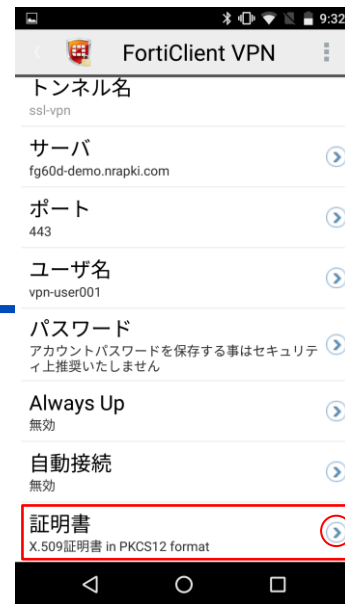 9:32
FortiClient VPN
トンネル名
ssl-vpn
サーバ
fg60d-demo.nrapki.com
ポート
443
ユーザ名
vpn-user001
パスワード
アカウントパスワードを保存する事はセキュリテ
ィ上推奨いたしません
Always Up
無効
自動接続
無効
証明書
X.509証明書 in PKCS12 format